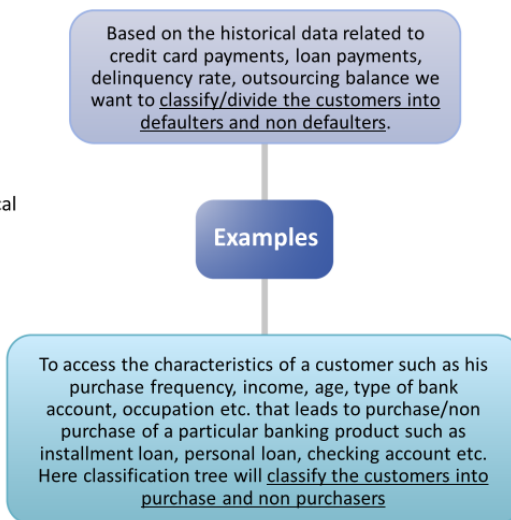 Based on the historical data related to
credit card payments, loan payments,
delinquency rate, outsourcing balance we
want to classify/divide the customers into
defaulters and non defaulters.
cal
Examples
To access the characteristics of a customer such as his
purchase frequency, income, age, type of bank
account, occupation etc. that leads to purchase/non
purchase of a particular banking product such as
installment loan, personal loan, checking account etc.
Here classification tree will classify the customers into
purchase and non purchasers